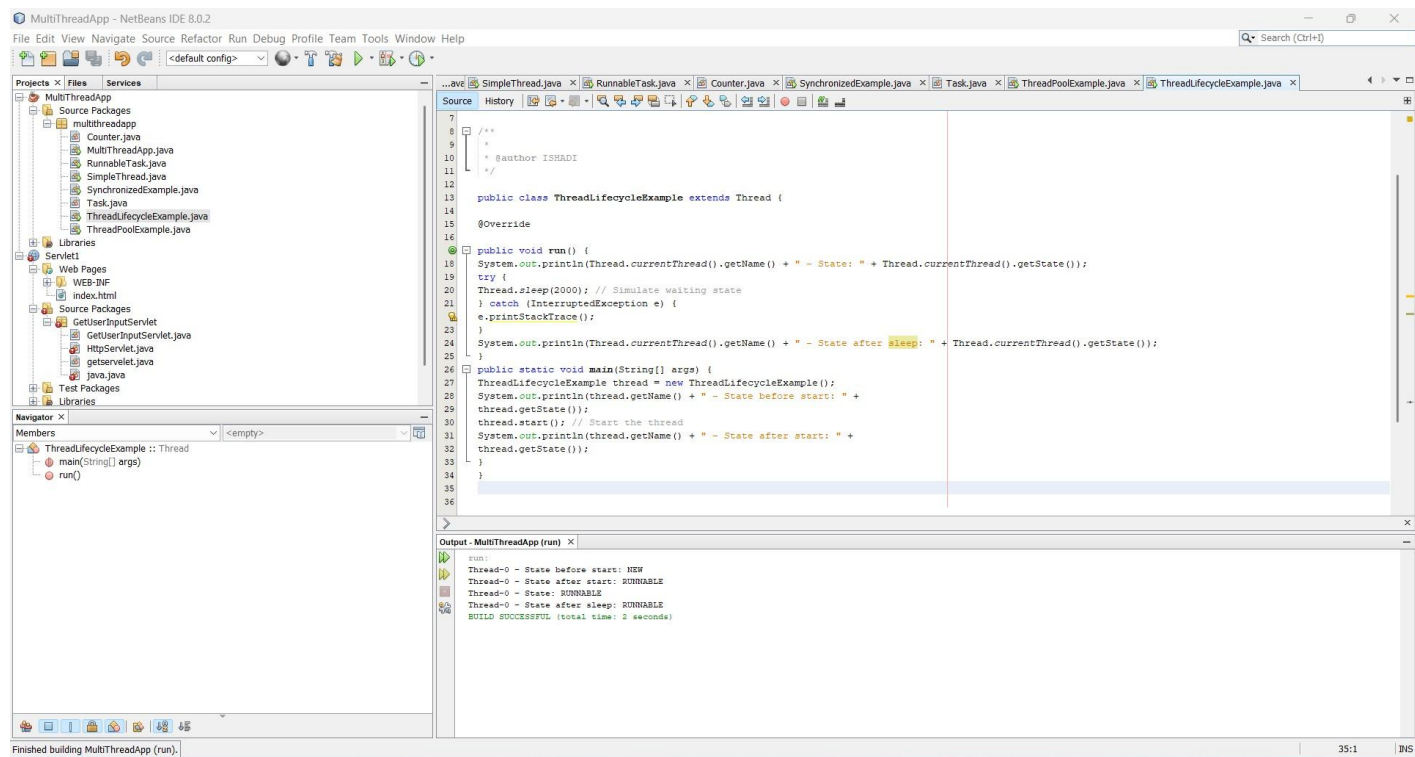 MultiThreadApp - NetBeans IDE 8.0.2
File Edit View Navigate Source Refactor Run Debug Profile Team Tools Window Help
Search (Ctrl+I)
<default config>
Projects × Files Services
MultiThreadApp
Source Packages
multithreadapp
Counter.java
MultiThreadApp.java
RunnableTask.java
SimpleThread.java
SynchronizedExample.java
Task.java
ThreadLifecycleExample.java
ThreadPoolExample.java
Libraries
Servlet1
Web Pages
WEB-INF
index.html
Source Packages
GetUserInputServlet
GetUserInputServlet.java
HttpServlet.java
getservelet.java
java.java
Test Packages
Libraries
Navigator ×
Members <empty>
ThreadLifecycleExample :: Thread
main(String[] args)
run()
...ava SimpleThread.java × RunnableTask.java × Counter.java × SynchronizedExample.java × Task.java × ThreadPoolExample.java × ThreadLifecycleExample.java ×
Source History
7
8 /**
9 *
10 * @author ISHADI
11 */
12
13 public class ThreadLifecycleExample extends Thread {
14
15 @Override
16
public void run() {
18 System.out.println(Thread.currentThread().getName() + " - State: " + Thread.currentThread().getState());
19 try {
20 Thread.sleep(2000); // Simulate waiting state
21 } catch (InterruptedException e) {
e.printStackTrace();
23 }
24 System.out.println(Thread.currentThread().getName() + " - State after sleep: " + Thread.currentThread().getState());
25 }
26 public static void main(String[] args) {
27 ThreadLifecycleExample thread = new ThreadLifecycleExample();
28 System.out.println(thread.getName() + " - State before start: " +
29 thread.getState());
30 thread.start(); // Start the thread
31 System.out.println(thread.getName() + " - State after start: " +
32 thread.getState());
33 }
34 }
35
36
Output - MultiThreadApp (run) ×
run:
Thread-0 - State before start: NEW
Thread-0 - State after start: RUNNABLE
Thread-0 - State: RUNNABLE
Thread-0 - State after sleep: RUNNABLE
BUILD SUCCESSFUL (total time: 2 seconds)
Finished building MultiThreadApp (run).
35:1 INS